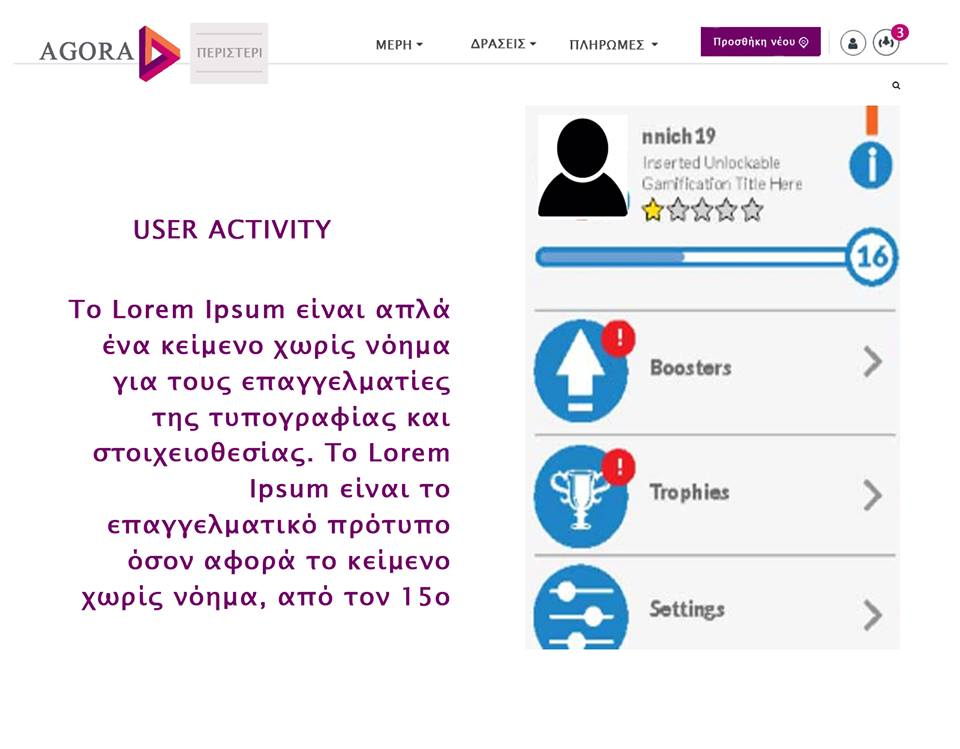 AGORA
ΠΕΡΙΣΤΕΡΙ
ΜΕΡΗ
ΔΡΑΣΕΙΣ
ΠΛΗΡΩΜΕΣ
Προσθήκη νέου
3
nnich19
Inserted Unlockable
Gamification Title Here
16
USER ACTIVITY
Το Lorem Ipsum είναι απλά
ένα κείμενο χωρίς νόημα
για τους επαγγελματίες
της τυπογραφίας και
στοιχειοθεσίας. Το Lorem
Ipsum είναι το
επαγγελματικό πρότυπο
όσον αφορά το κείμενο
χωρίς νόημα, από τον 15ο
!
Boosters
!
Trophies
Settings